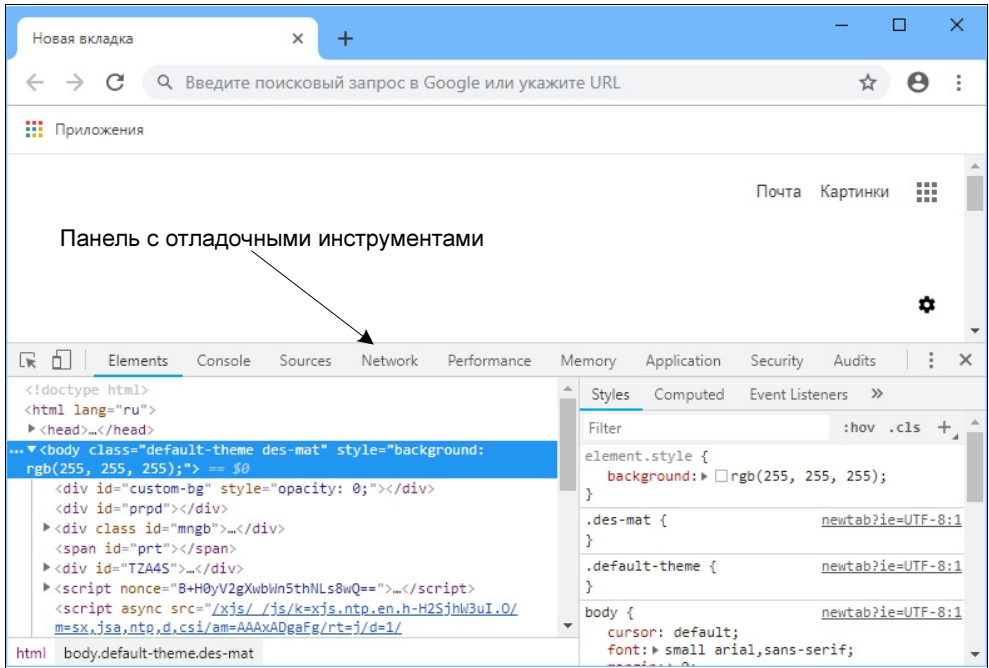 Новая вкладка
Введите поисковый запрос в Google или укажите URL
Приложения
Почта Картинки
Панель с отладочными инструментами
Elements Console Sources Network Performance Memory Application Security Audits
<!doctype html>
<html lang="ru">
<head>…</head>
<body class="default-theme des-mat" style="background:
rgb(255, 255, 255);"> == $0
<div id="custom-bg" style="opacity: 0;"></div>
<div id="prpd"></div>
<div class id="mngb">…</div>
<span id="prt"></span>
<div id="TZA4S">…</div>
<script nonce="B+H0yV2gXwbWn5thNLs8wQ==">…</script>
<script async src="/xjs/_/js/k=xjs.ntp.en.h-H2SjhW3uI.O/
m=sx,jsa,ntp,d,csi/am=AAAxADgaFg/rt=j/d=1/
html body.default-theme.des-mat
Styles Computed Event Listeners »
Filter :hov .cls +
element.style {
background: rgb(255, 255, 255);
}
.des-mat { newtab?ie=UTF-8:1
}
.default-theme { newtab?ie=UTF-8:1
}
body { newtab?ie=UTF-8:1
cursor: default;
font: small arial,sans-serif;